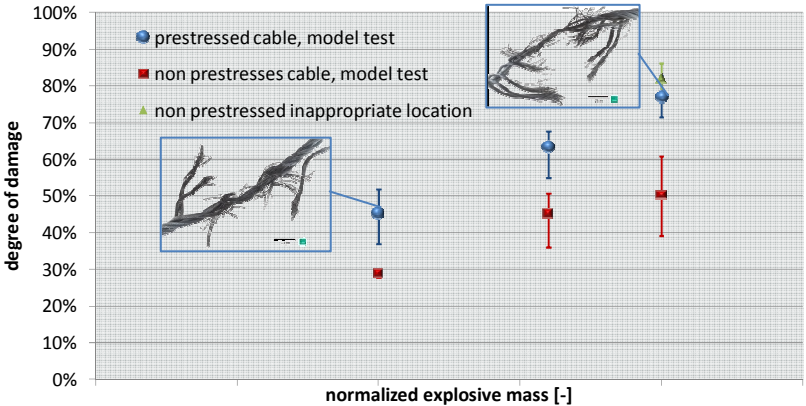 100%
90%
80%
70%
60%
50%
40%
30%
20%
10%
0%
degree of damage
prestressed cable, model test
non prestresses cable, model test
non prestressed inappropriate location
normalized explosive mass [-]